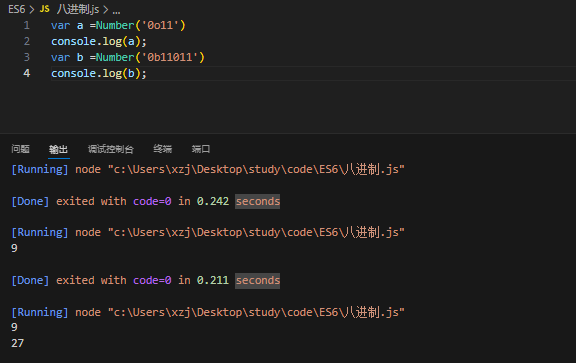 ES6 > JS 八进制.js > ...
1 var a =Number('0o11')
2 console.log(a);
3 var b =Number('0b11011')
4 console.log(b);
问题 输出 调试控制台 终端 端口
[Running] node "c:\Users\xzj\Desktop\study\code\ES6\八进制.js"
[Done] exited with code=0 in 0.242 seconds
[Running] node "c:\Users\xzj\Desktop\study\code\ES6\八进制.js"
9
[Done] exited with code=0 in 0.211 seconds
[Running] node "c:\Users\xzj\Desktop\study\code\ES6\八进制.js"
9
27